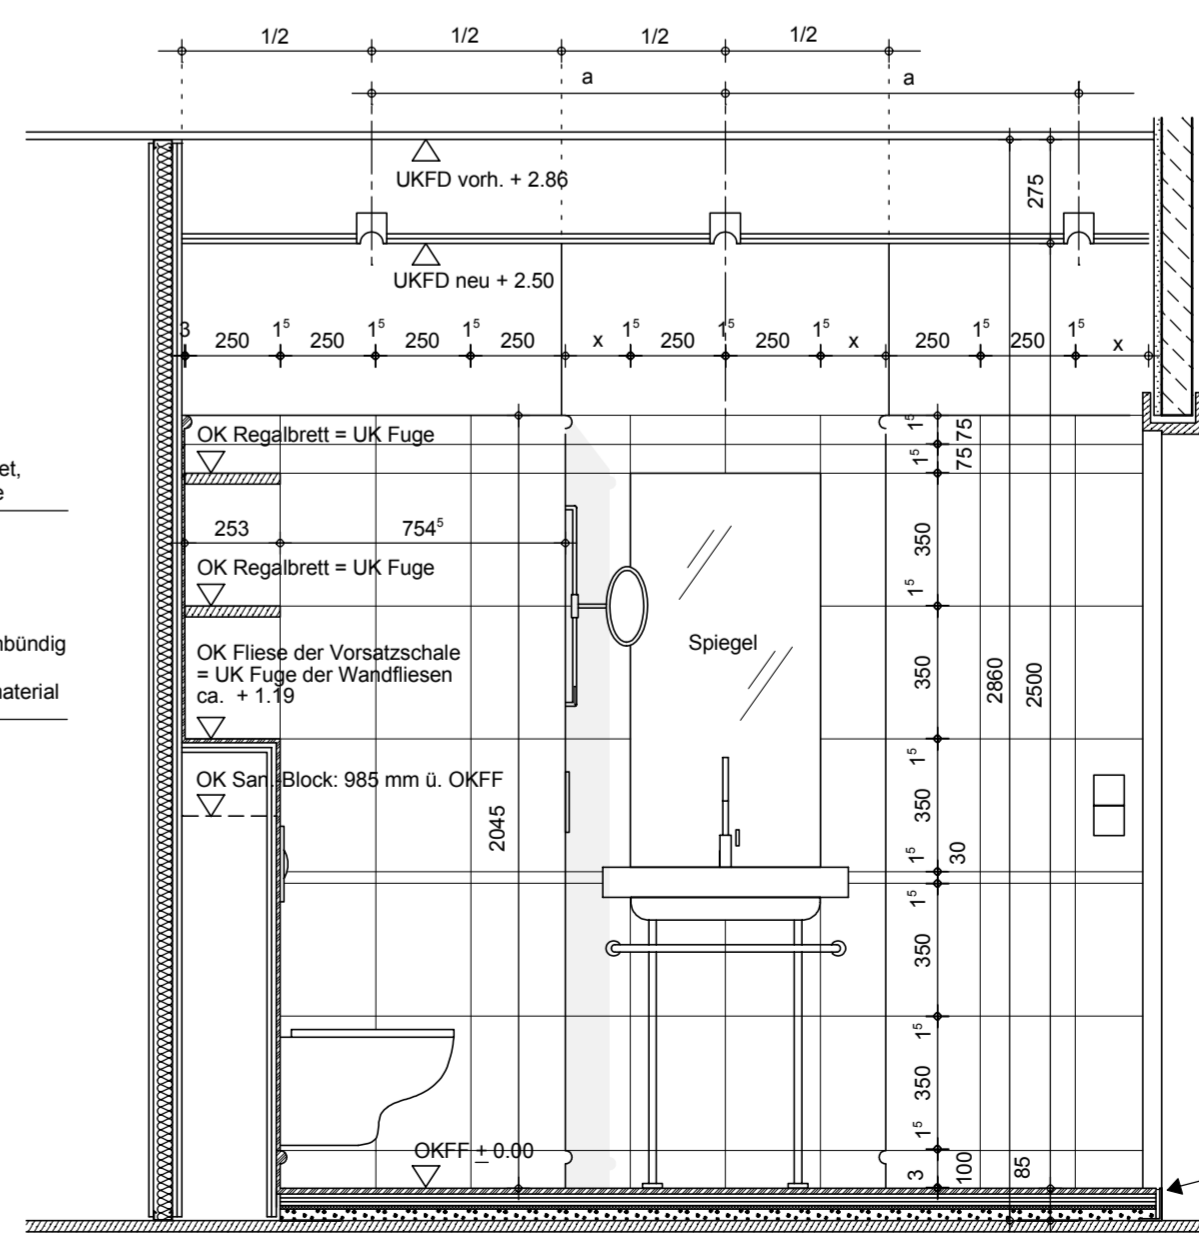 1/2 1/2 1/2 1/2
a a
UKFD vorh. + 2.86
275
UKFD neu + 2.50
3 250 1⁵ 250 1⁵ 250 1⁵ 250 x 1⁵ 250 1⁵ 250 1⁵ x 250 1⁵ 250 1⁵ x
OK Regalbrett = UK Fuge
1⁵ 75
1⁵ 75
et,
e
253 754⁵
350
OK Regalbrett = UK Fuge
1⁵
nbündig
OK Fliese der Vorsatzschale
= UK Fuge der Wandfliesen
ca. + 1.19
Spiegel
350
2860
2500
naterial
1⁵
OK San.-Block: 985 mm ü. OKFF
2045
350
1⁵ 30
1⁵
350
1⁵
350
1⁵
OKFF ± 0.00
3 100 85